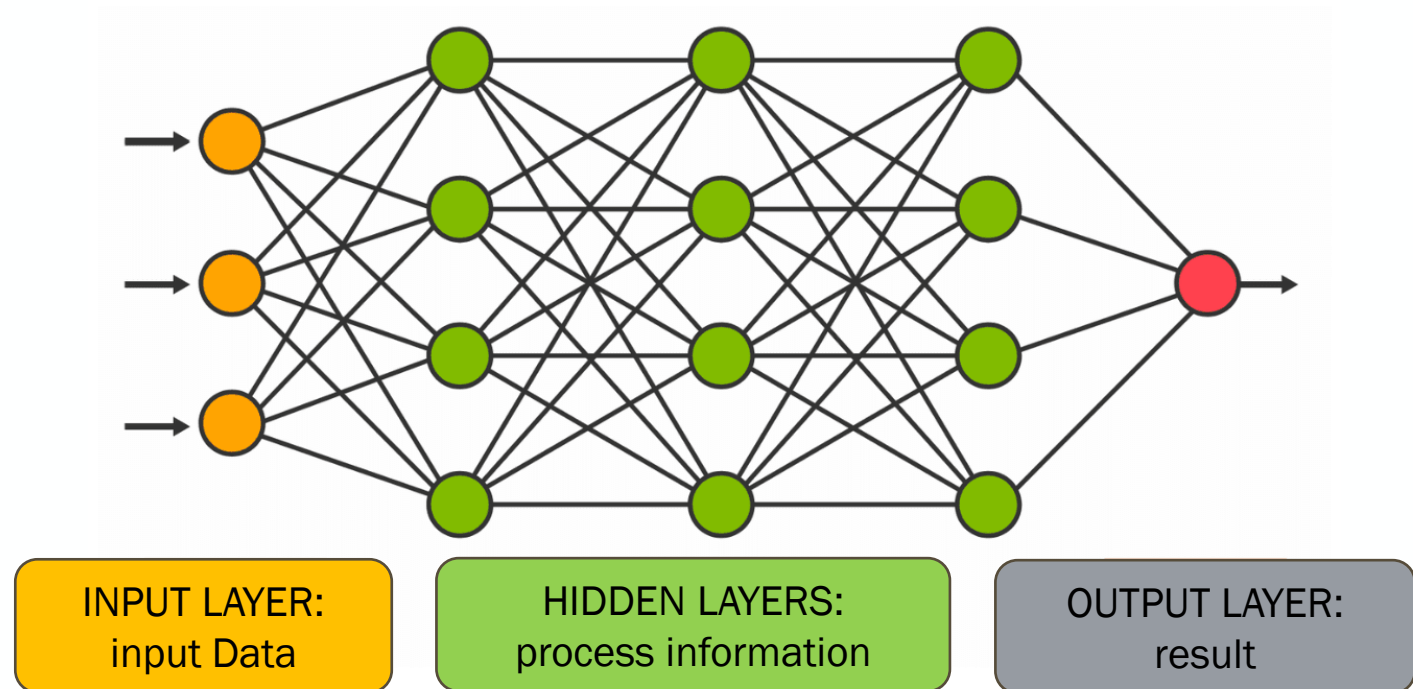 INPUT LAYER:
input Data
HIDDEN LAYERS:
process information
OUTPUT LAYER:
result